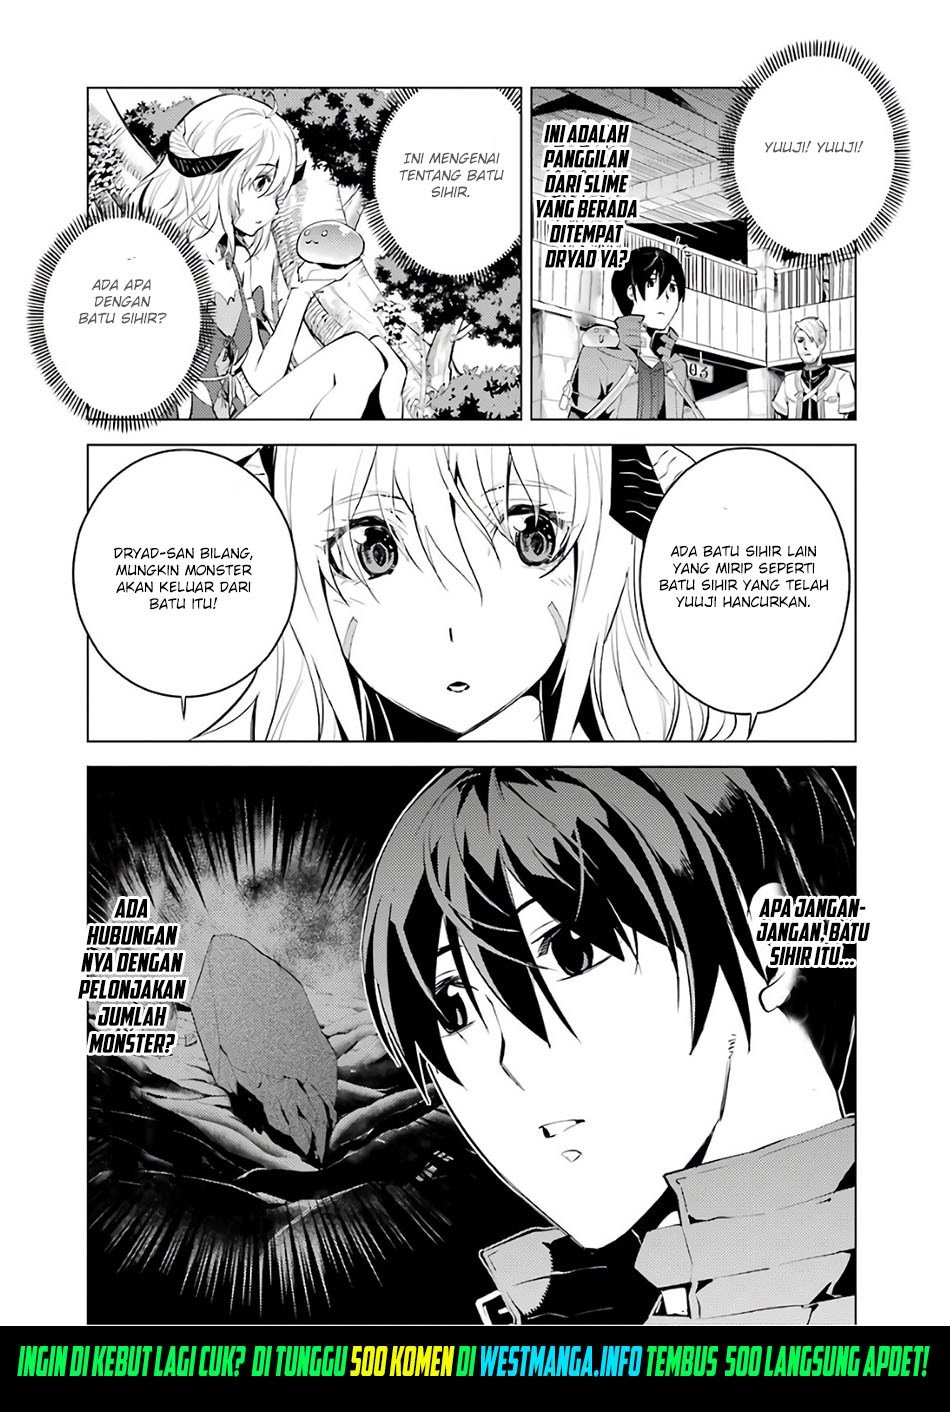 YUUJI! YUUJI!
INI ADALAH
PANGGILAN
DARI SLIME
YANG BERADA
DITEMPAT
DRYAD YA?
03
INI MENGENAI
TENTANG BATU
SIHIR.
ADA APA
DENGAN
BATU SIHIR?
ADA BATU SIHIR LAIN
YANG MIRIP SEPERTI
BATU SIHIR YANG TELAH
YUUJI HANCURKAN.
DRYAD-SAN BILANG,
MUNGKIN MONSTER
AKAN KELUAR DARI
BATU ITU!
APA JANGAN-
JANGAN, BATU
SIHIR ITU...
ADA
HUBUNGAN
NYA DENGAN
PELONJAKAN
JUMLAH
MONSTER?
INGIN DI KEBUT LAGI CUK? DI TUNGGU 500 KOMEN DI WESTMANGA.INFO TEMBUS 500 LANGSUNG APDET!